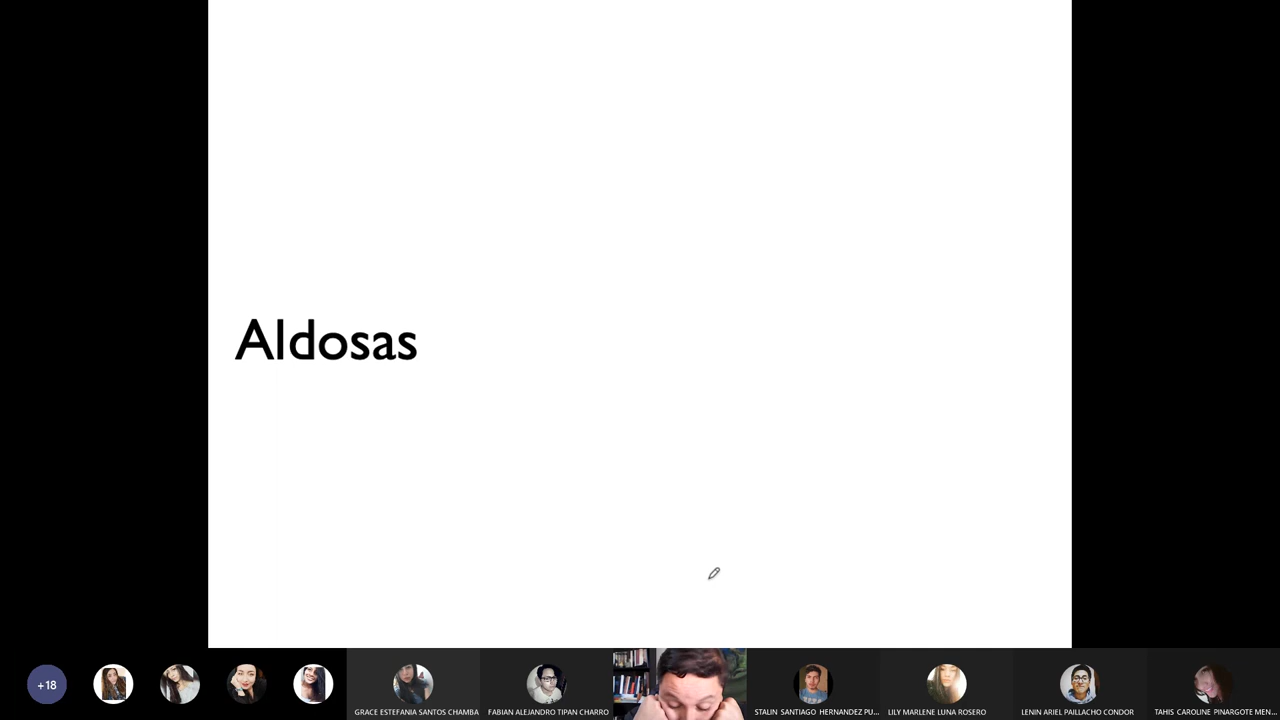 Aldosas
+18
GRACE ESTEFANIA SANTOS CHAMBA
FABIAN ALEJANDRO TIPAN CHARRO
STALIN SANTIAGO HERNANDEZ PU...
LILY MARLENE LUNA ROSERO
LENIN ARIEL PAILLACHO CONDOR
TAHIS CAROLINE PINARGOTE MEN...